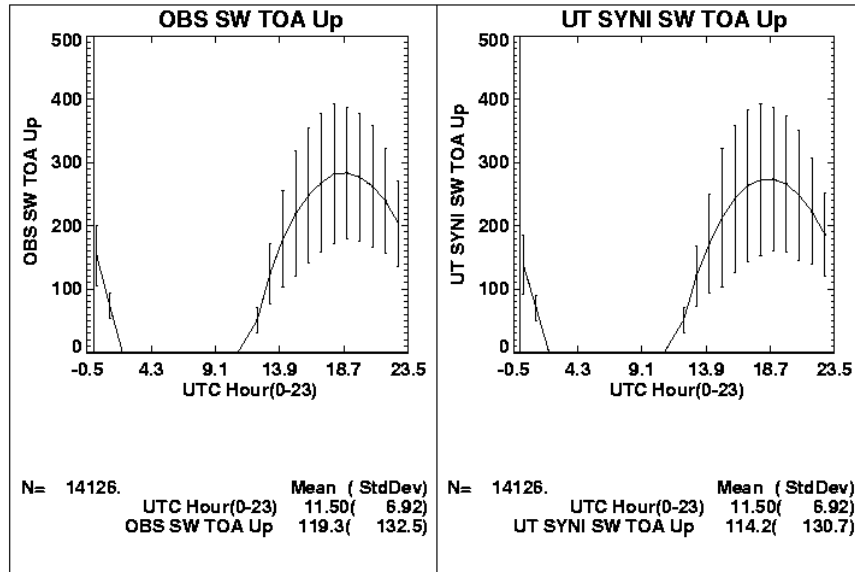 OBS SW TOA Up
500
400
300
200
100
0
OBS SW TOA Up
-0.5 4.3 9.1 13.9 18.7 23.5
UTC Hour(0-23)
N= 14126. Mean ( StdDev)
UTC Hour(0-23) 11.50( 6.92)
OBS SW TOA Up 119.3( 132.5)
UT SYNI SW TOA Up
500
400
300
200
100
0
UT SYNI SW TOA Up
-0.5 4.3 9.1 13.9 18.7 23.5
UTC Hour(0-23)
N= 14126. Mean ( StdDev)
UTC Hour(0-23) 11.50( 6.92)
UT SYNI SW TOA Up 114.2( 130.7)